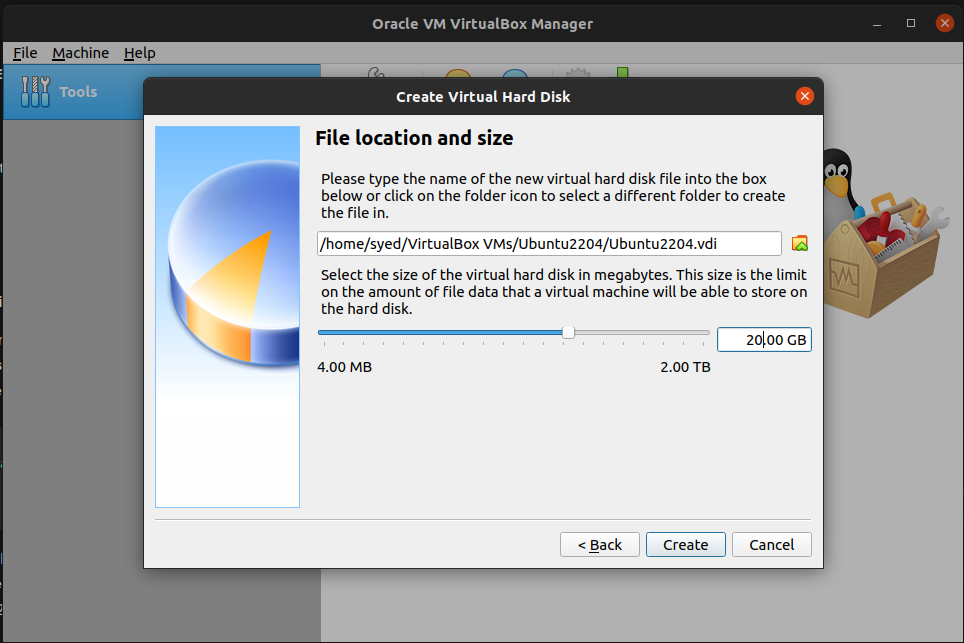 Oracle VM VirtualBox Manager
File Machine Help
Tools
Create Virtual Hard Disk
File location and size
Please type the name of the new virtual hard disk file into the box
below or click on the folder icon to select a different folder to create
the file in.
/home/syed/VirtualBox VMs/Ubuntu2204/Ubuntu2204.vdi
Select the size of the virtual hard disk in megabytes. This size is the limit
on the amount of file data that a virtual machine will be able to store on
the hard disk.
20.00 GB
4.00 MB 2.00 TB
< Back Create Cancel